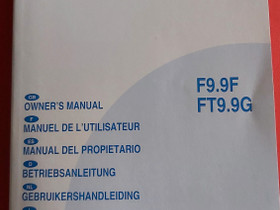 GB
OWNER'S MANUAL
F
MANUEL DE L'UTILISATEUR
ES
MANUAL DEL PROPIETARIO
D
BETRIEBSANLEITUNG
NL
GEBRUIKERSHANDLEIDING
F9.9F
FT9.9G